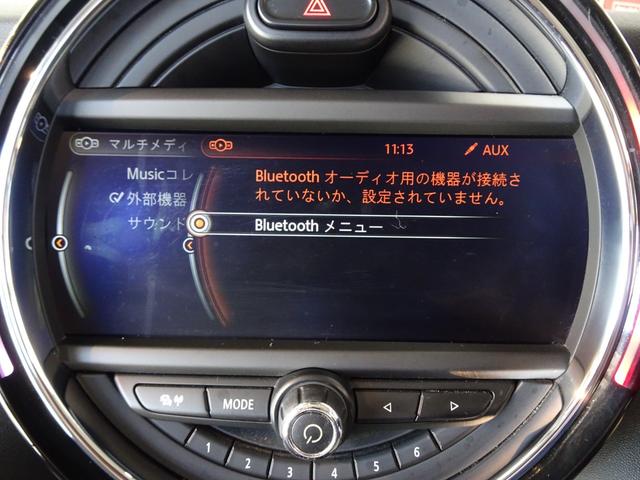 マルチメディ
11:13
AUX
Musicコレ
外部機器
サウンド
Bluetooth オーディオ用の機器が接続さ
れていないか、設定されていません。
Bluetooth メニュー
MODE
1 2 3 4 5 6